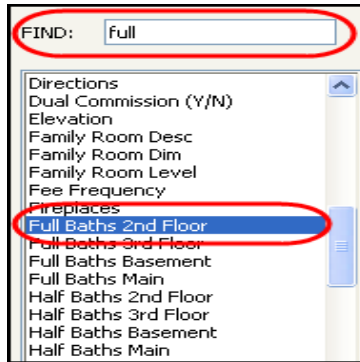 FIND: full
Directions
Dual Commission (Y/N)
Elevation
Family Room Desc
Family Room Dim
Family Room Level
Fee Frequency
Fireplaces
Full Baths 2nd Floor
Full Baths 3rd Floor
Full Baths Basement
Full Baths Main
Half Baths 2nd Floor
Half Baths 3rd Floor
Half Baths Basement
Half Baths Main